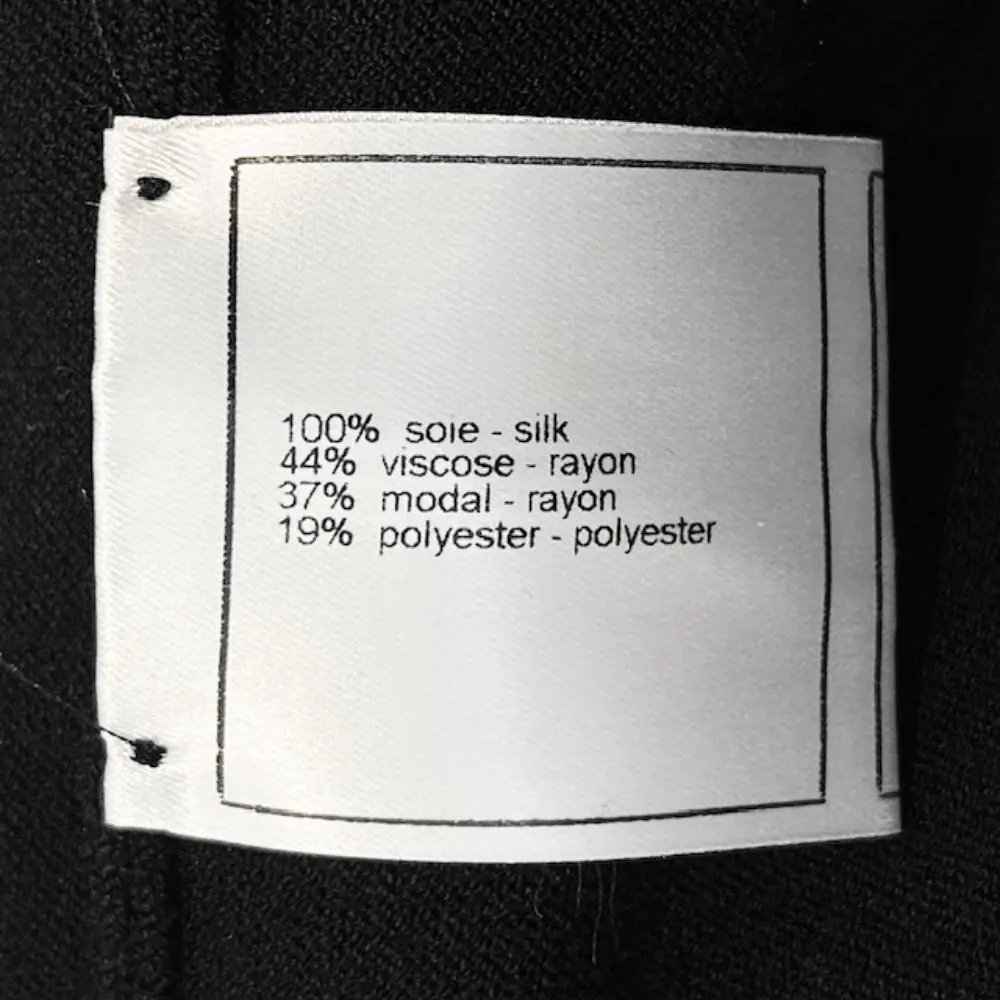 100% soie - silk
44% viscose - rayon
37% modal - rayon
19% polyester - polyester